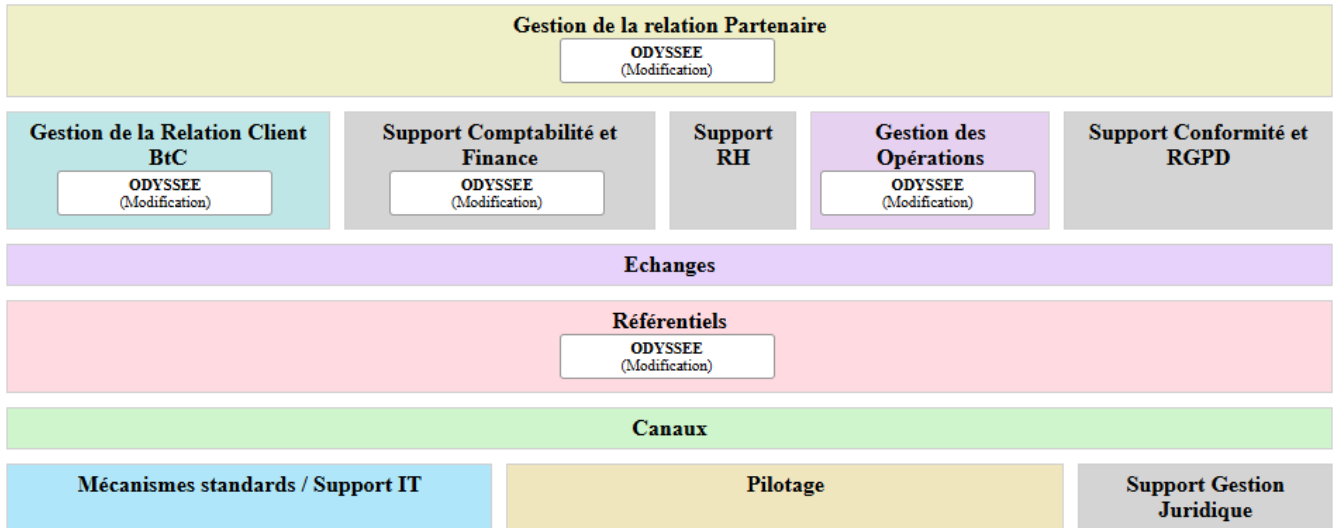 Gestion de la relation Partenaire
ODYSSEE
(Modification)
Gestion de la Relation Client
BtC
ODYSSEE
(Modification)
Support Comptabilité et
Finance
ODYSSEE
(Modification)
Support
RH
Gestion des
Opérations
ODYSSEE
(Modification)
Support Conformité et
RGPD
Echanges
Référentiels
ODYSSEE
(Modification)
Canaux
Mécanismes standards / Support IT
Pilotage
Support Gestion
Juridique